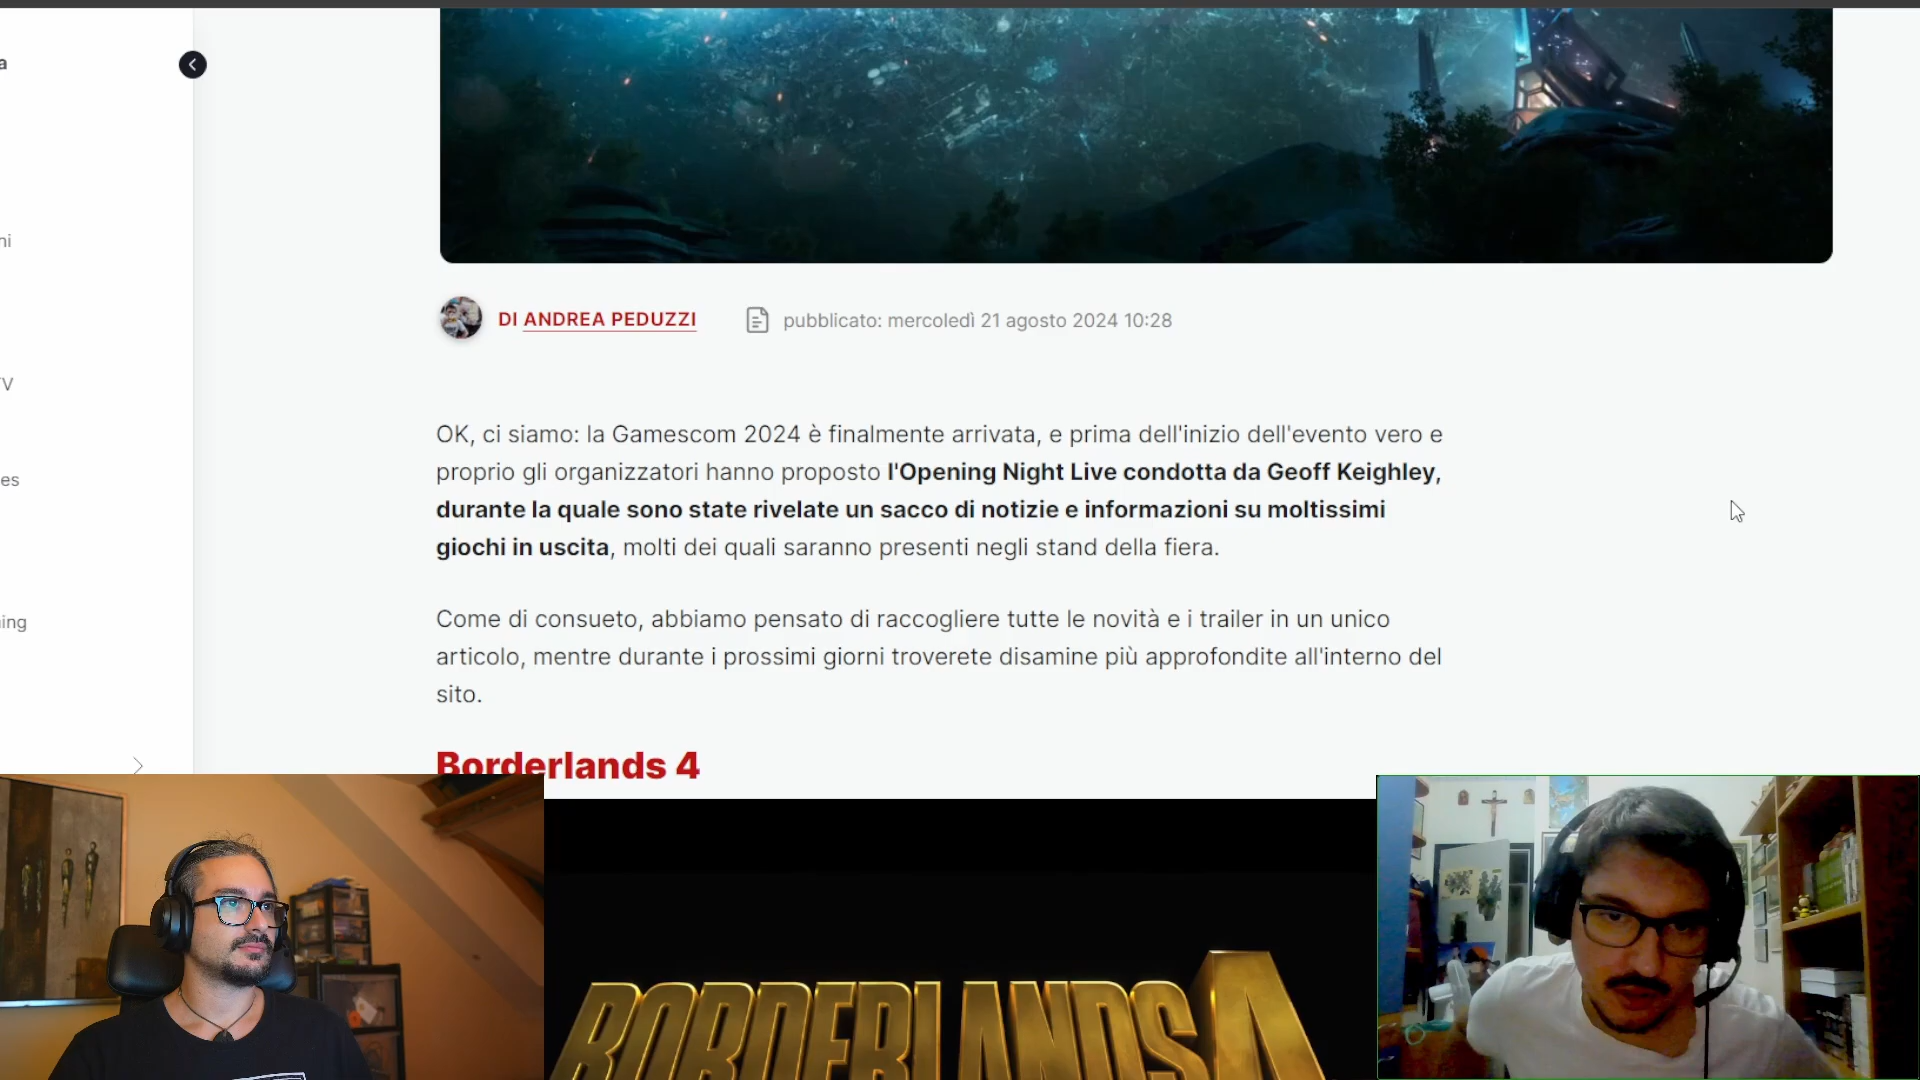 DI ANDREA PEDUZZI
pubblicato: mercoledì 21 agosto 2024 10:28
OK, ci siamo: la Gamescom 2024 è finalmente arrivata, e prima dell'inizio dell'evento vero e
proprio gli organizzatori hanno proposto l'Opening Night Live condotta da Geoff Keighley,
durante la quale sono state rivelate un sacco di notizie e informazioni su moltissimi
giochi in uscita, molti dei quali saranno presenti negli stand della fiera.
Come di consueto, abbiamo pensato di raccogliere tutte le novità e i trailer in un unico
articolo, mentre durante i prossimi giorni troverete disamine più approfondite all'interno del
sito.
Borderlands 4
BORDERLANDS 4